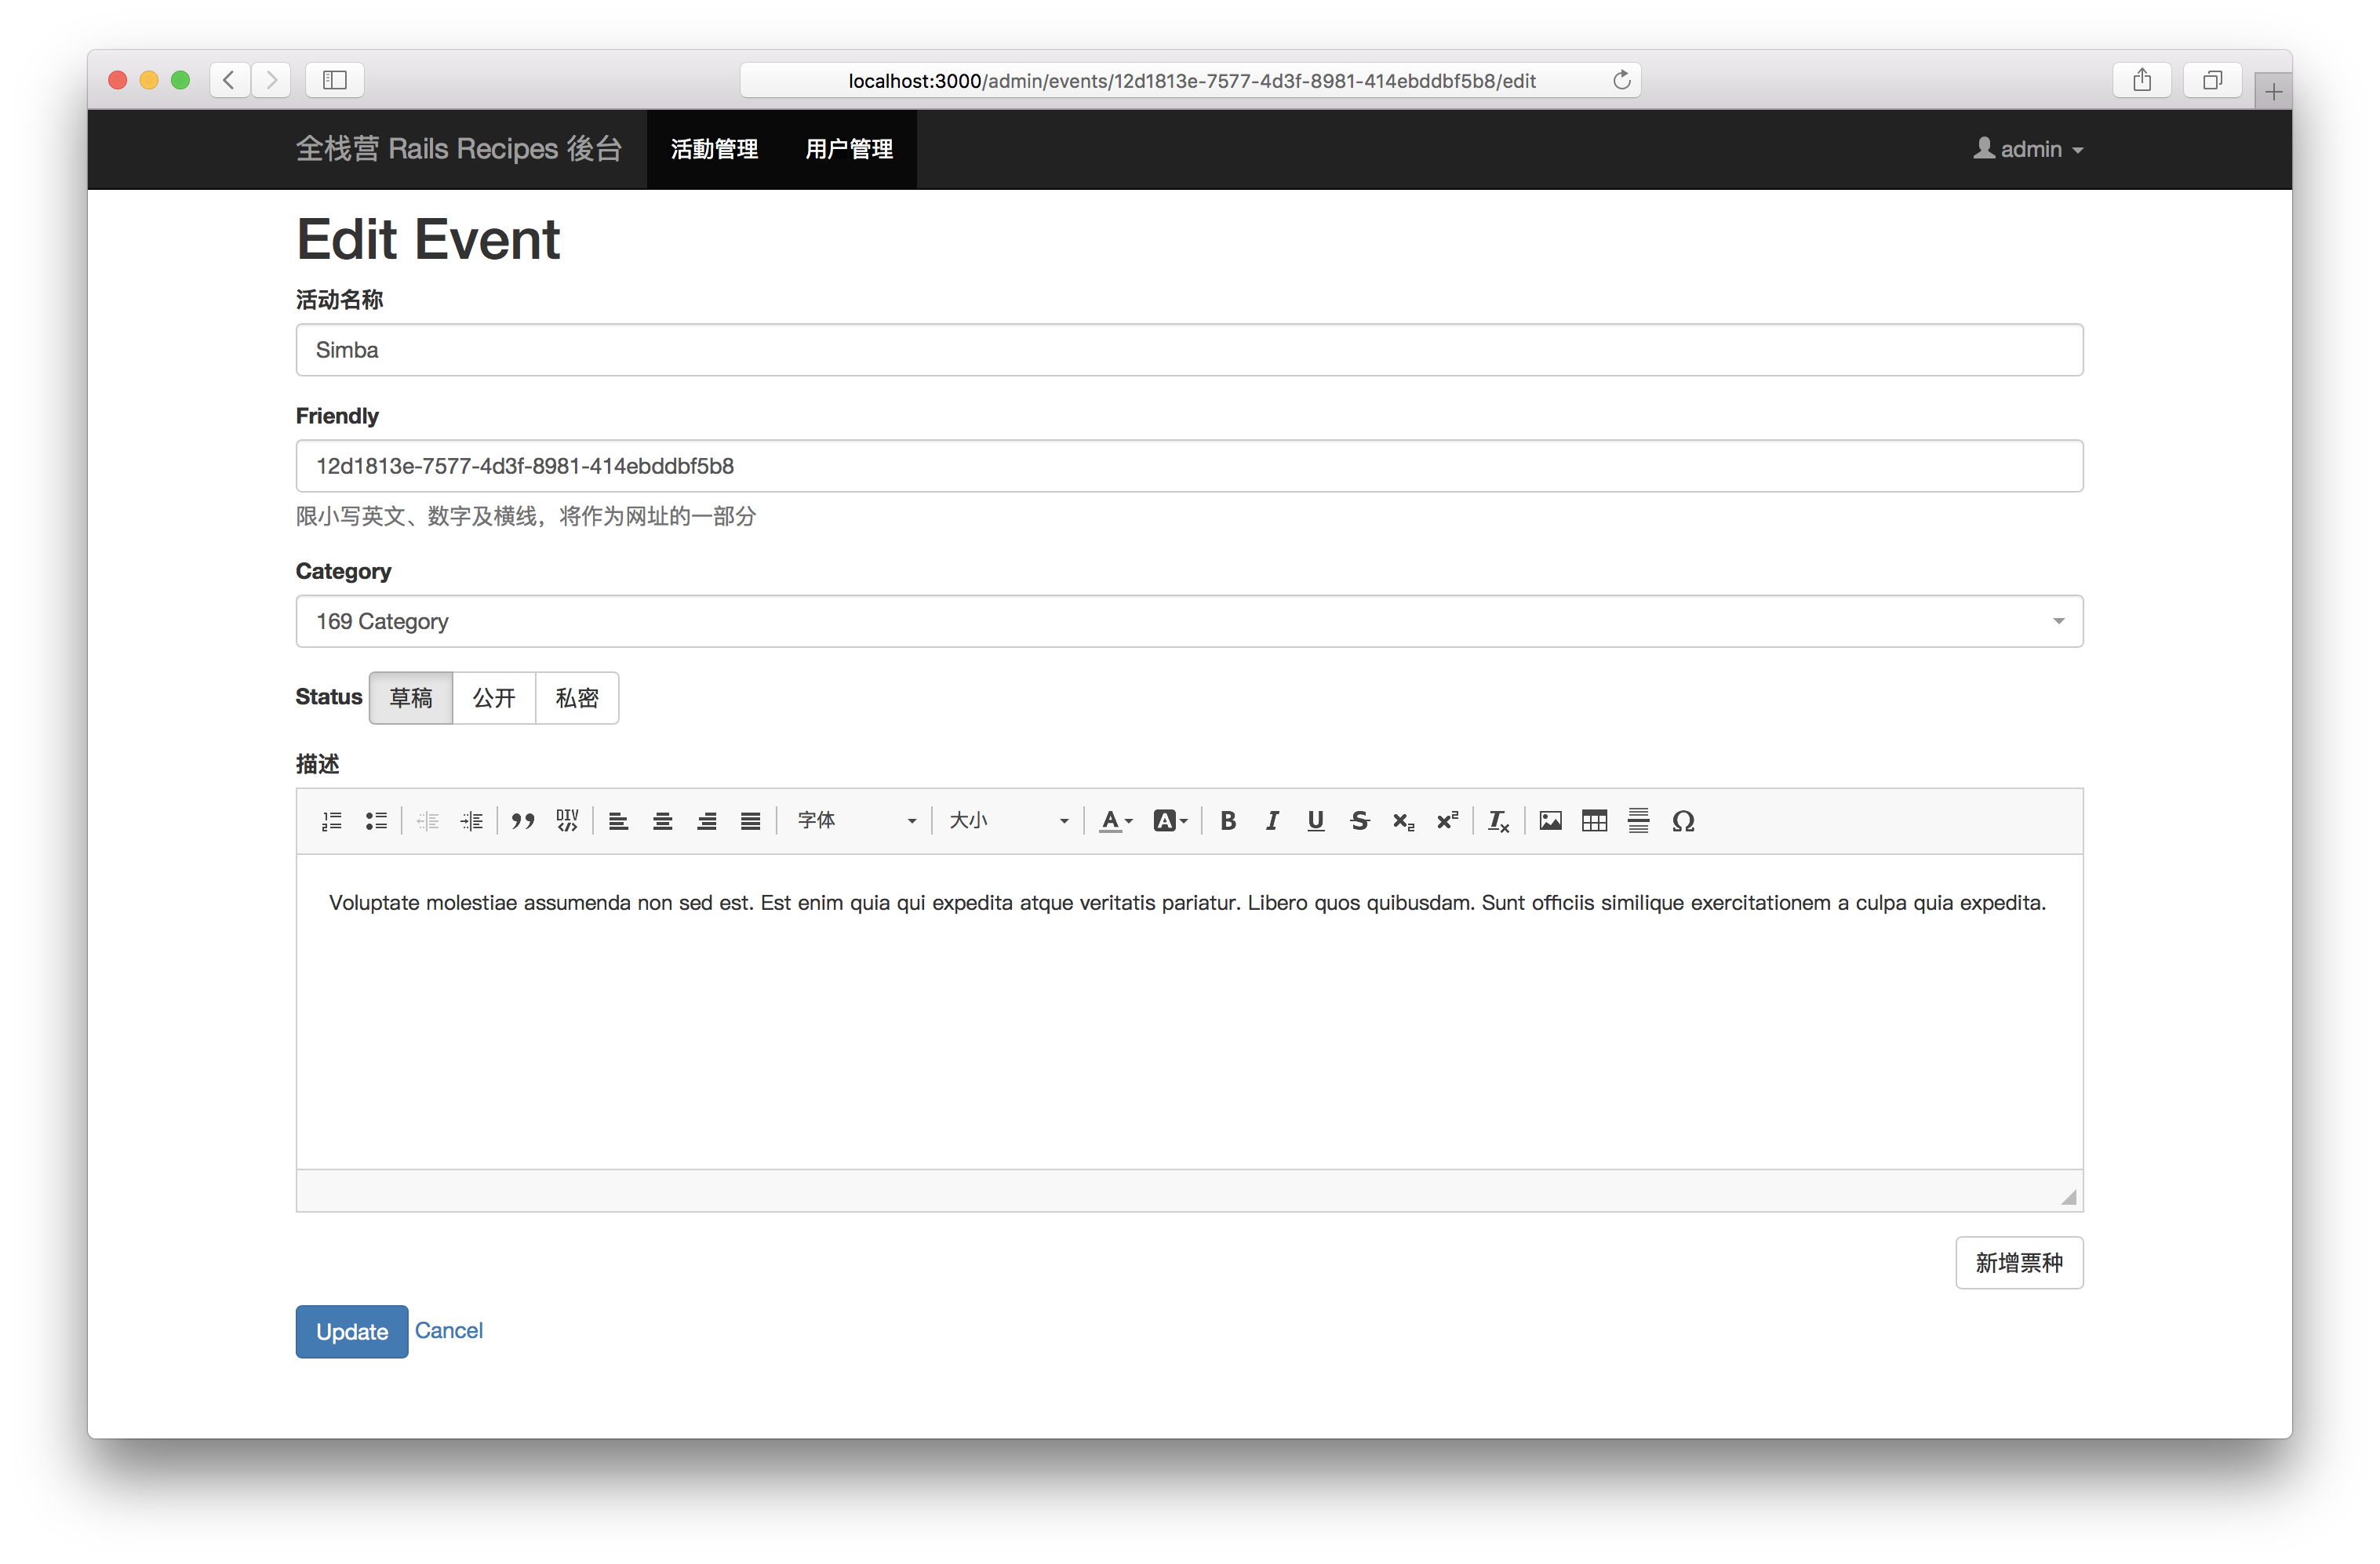 localhost:3000/admin/events/12d1813e-7577-4d3f-8981-414ebddbf5b8/edit
全栈营 Rails Recipes 後台 活動管理 用户管理 admin
Edit Event
活动名称
Simba
Friendly
12d1813e-7577-4d3f-8981-414ebddbf5b8
限小写英文、数字及横线，将作为网址的一部分
Category
169 Category
Status 草稿 公开 私密
描述
字体 大小
Voluptate molestiae assumenda non sed est. Est enim quia qui expedita atque veritatis pariatur. Libero quos quibusdam. Sunt officiis similique exercitationem a culpa quia expedita.
新增票种
Update Cancel